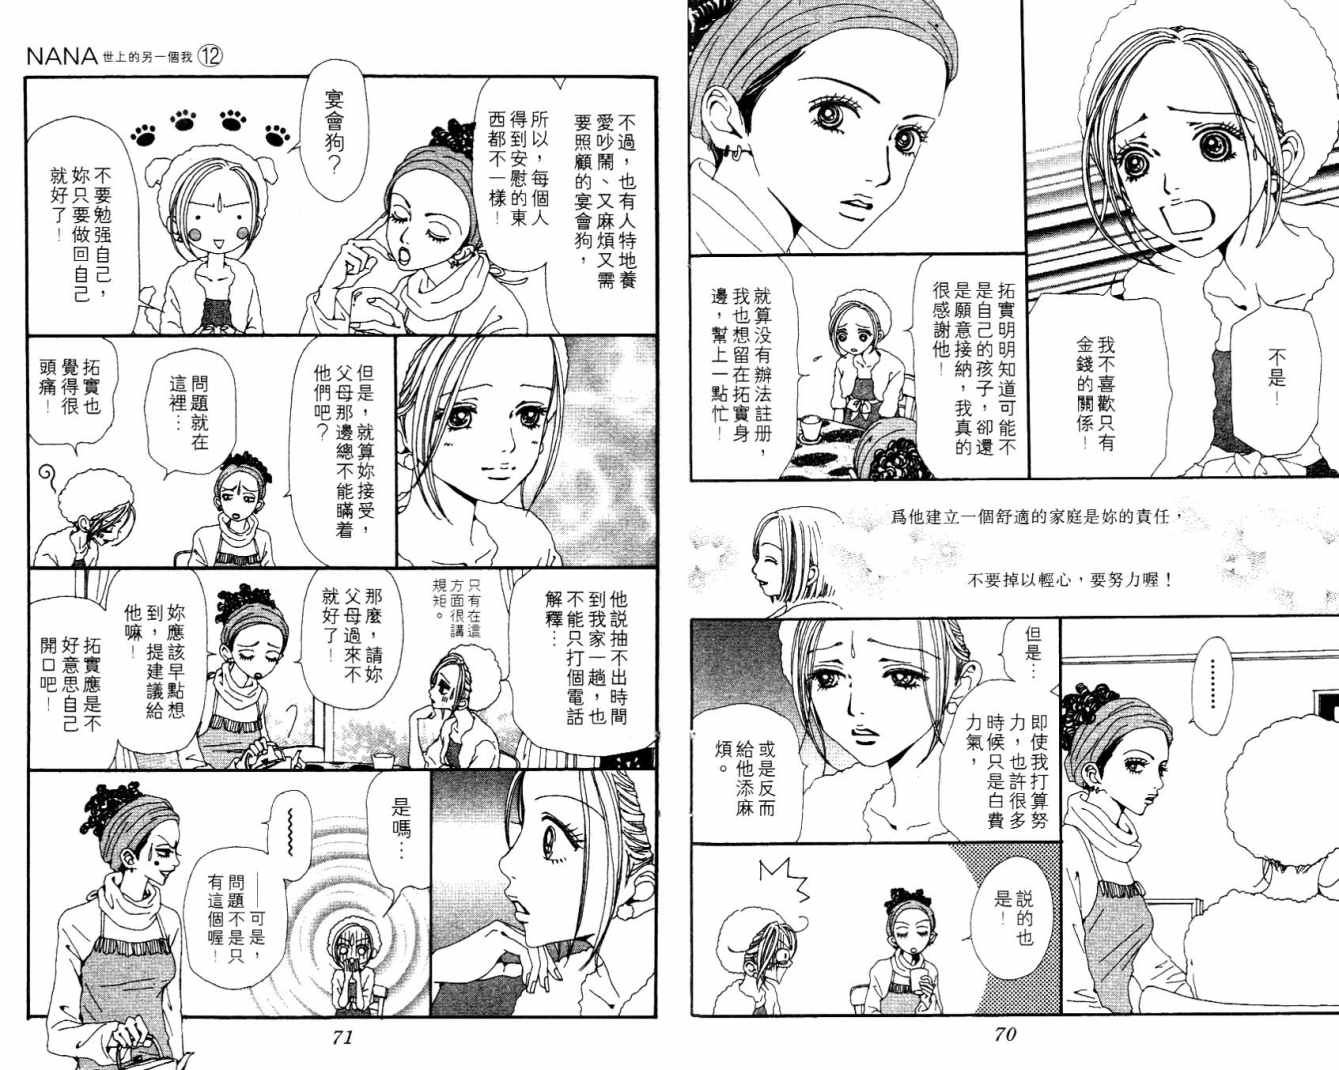 不是！
我不喜歡只有
金錢的關係！
拓實明明知道可能不
是自己的孩子，卻還
是願意接納，我真的
很感謝他！
就算没有辦法註册，
我也想留在拓實身
邊，幫上一點忙！
爲他建立一個舒適的家庭是妳的責任，
不要掉以輕心，要努力喔！
⋯⋯⋯
但是⋯
即使我打算努
力，也許很多
時候只是白費
力氣，
或是反而
給他添麻
煩。
説的也
是！
70
NANA 世上的另一個我 ⑫
不過，也有人特地養
愛吵鬧、又麻煩又需
要照顧的宴會狗，
所以，每個人
得到安慰的東
西都不一樣！
宴會狗？
不要勉强自己，
妳只要做回自己
就好了！
但是，就算妳接受，
父母那邊總不能瞞着
他們吧？
問題就在
這裡⋯
拓實也
覺得很
頭痛！
他説抽不出時間
到我家一趟，也
不能只打個電話
解釋⋯
只有在這
方面很講
規矩。
那麽，請妳
父母過來不
就好了！
妳應該早點想
到，提建議給
他嘛！
拓實應是不
好意思自己
開口吧！
是嗎⋯
——可是，
問題不是只
有這個喔！
71